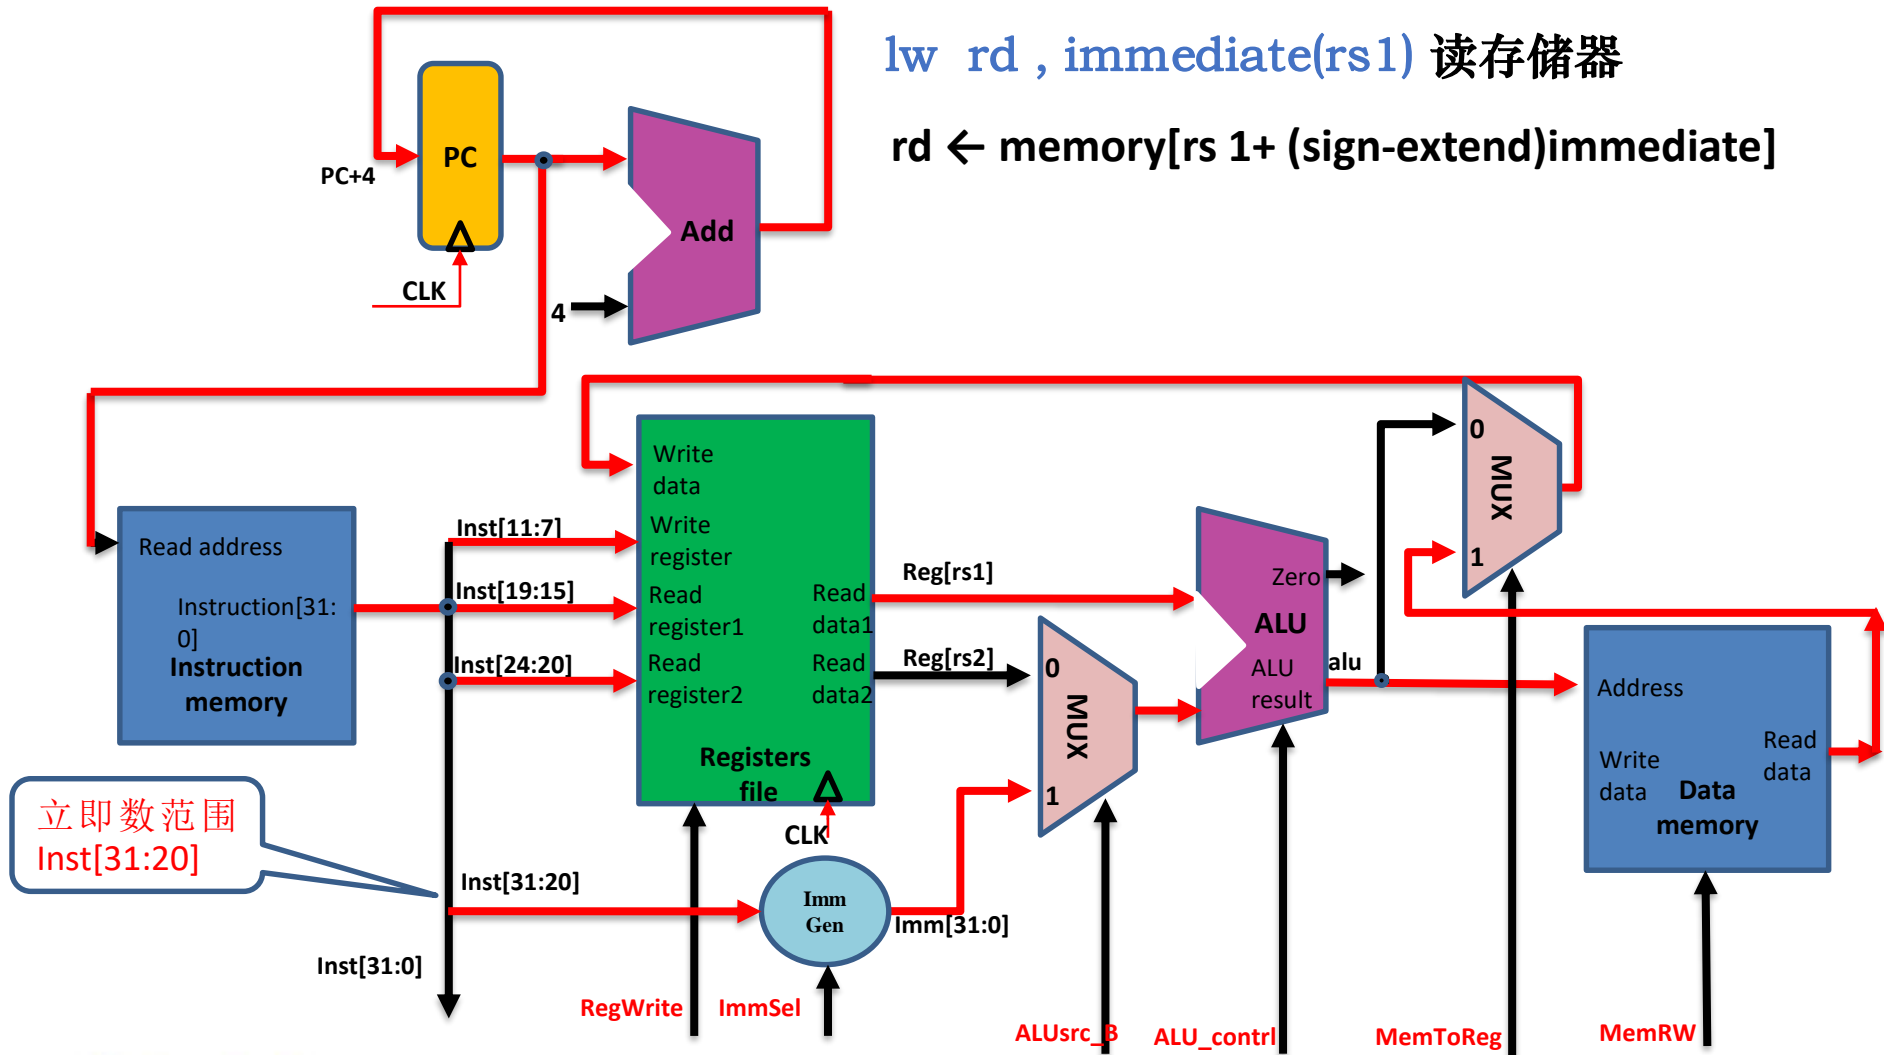 lw rd , immediate(rs1) 读存储器
rd ← memory[rs 1+ (sign-extend)immediate]
PC
PC+4
Add
CLK
4
Write
data
Write
register
Read
register1
Read
register2
Read
data1
Read
data2
Registers
file
CLK
Read address
Instruction[31:
0]
Instruction
memory
Inst[11:7]
Inst[19:15]
Inst[24:20]
Reg[rs1]
Reg[rs2]
0
MUX
1
Zero
ALU
ALU
result
alu
0
MUX
1
Address
Write
data
Read
data
Data
memory
立即数范围
Inst[31:20]
Inst[31:20]
Imm
Gen
Imm[31:0]
Inst[31:0]
RegWrite
ImmSel
ALUsrc_B
ALU_contrl
MemToReg
MemRW